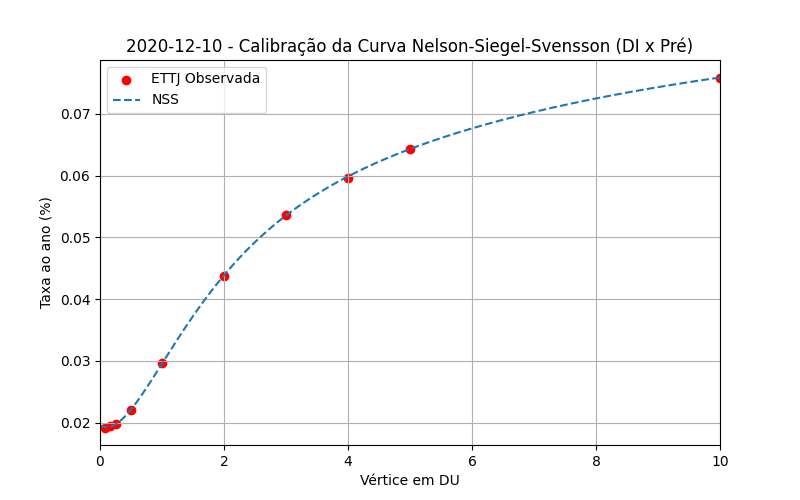 2020-12-10 - Calibração da Curva Nelson-Siegel-Svensson (DI x Pré)
ETTJ Observada
NSS
Taxa ao ano (%)
0.07
0.06
0.05
0.04
0.03
0.02
0 2 4 6 8 10
Vértice em DU